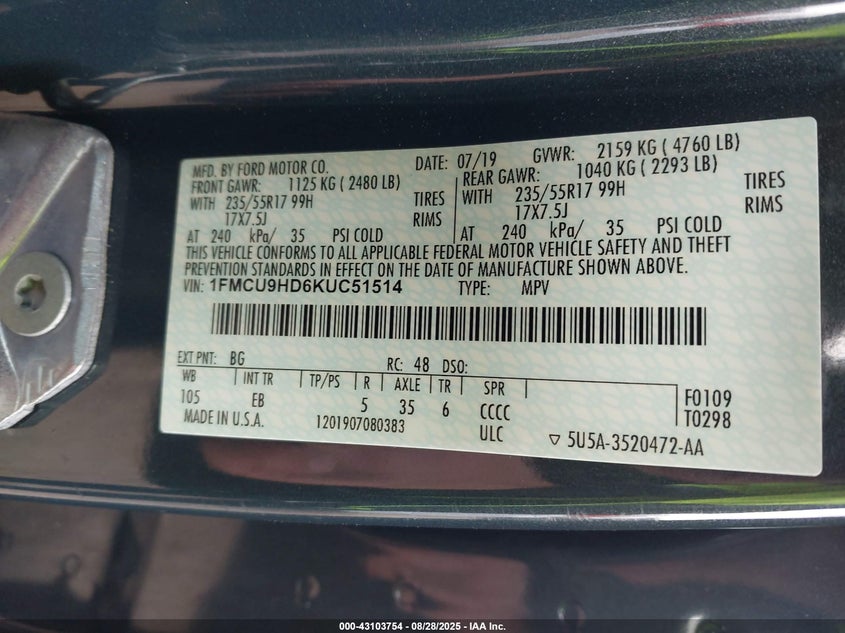 MFD. BY FORD MOTOR CO. DATE: 07/19 GVWR: 2159 KG ( 4760 LB)
FRONT GAWR: 1125 KG ( 2480 LB) REAR GAWR: 1040 KG ( 2293 LB)
WITH 235/55R17 99H TIRES WITH 235/55R17 99H TIRES
17X7.5J RIMS 17X7.5J RIMS
AT 240 kPa/ 35 PSI COLD AT 240 kPa/ 35 PSI COLD
THIS VEHICLE CONFORMS TO ALL APPLICABLE FEDERAL MOTOR VEHICLE SAFETY AND THEFT
PREVENTION STANDARDS IN EFFECT ON THE DATE OF MANUFACTURE SHOWN ABOVE.
VIN: 1FMCU9HD6KUC51514 TYPE: MPV
EXT PNT: BG RC: 48 DSO:
WB INT TR TP/PS R AXLE TR SPR
105 EB 5 35 6 CCCC F0109
MADE IN U.S.A. 1201907080383 ULC T0298
▽ 5U5A-3520472-AA
000-43103754 | 08/28/2025 | IAA Inc.